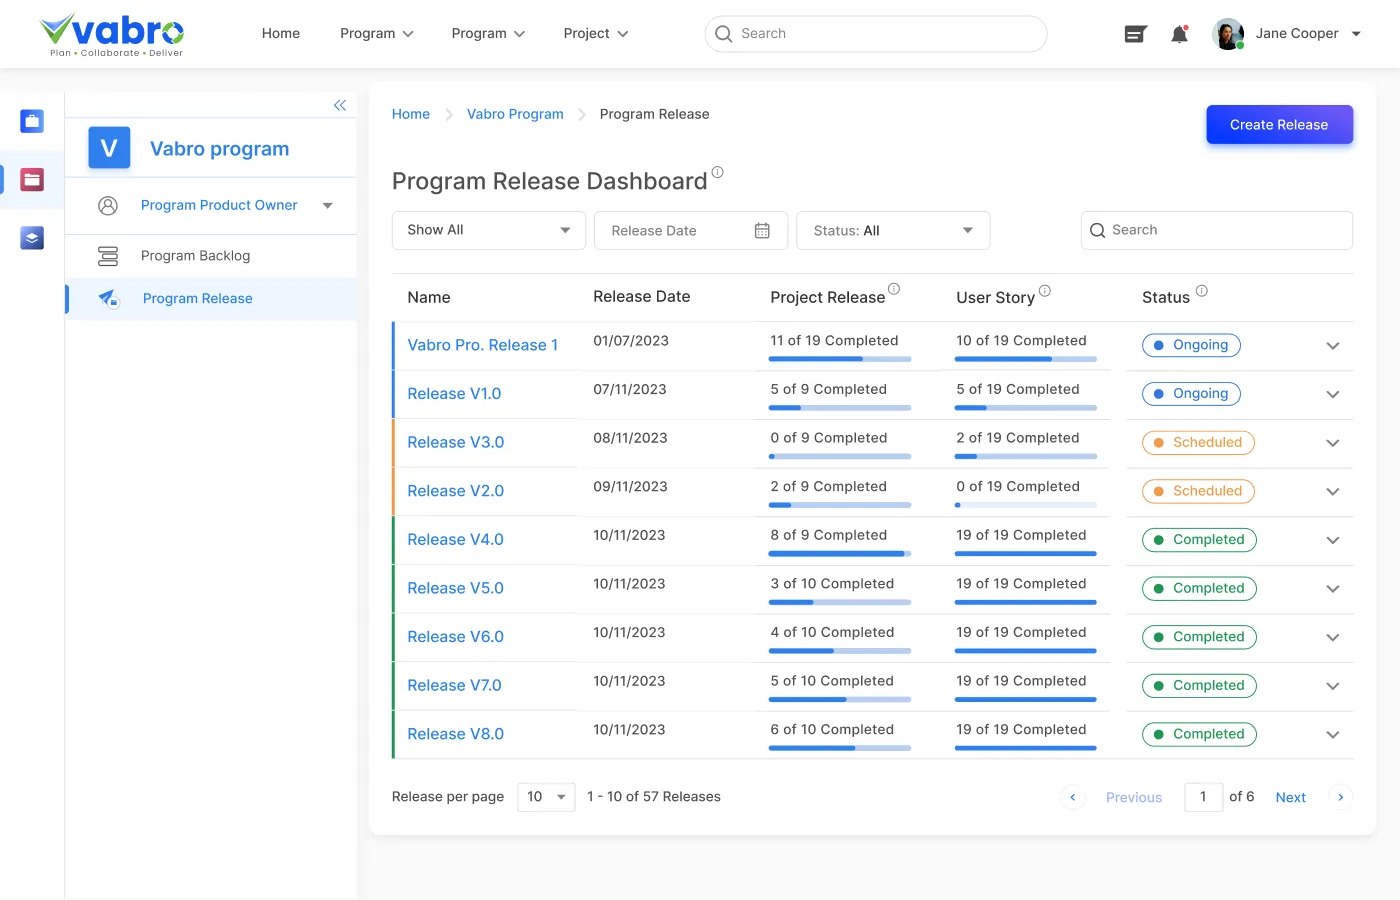 vabro
Plan • Collaborate • Deliver
Home
Program
Program
Project
Search
Jane Cooper
V
Vabro program
Program Product Owner
Program Backlog
Program Release
Home
Vabro Program
Program Release
Create Release
Program Release Dashboard
Show All
Release Date
Status: All
Search
Name Release Date Project Release User Story Status
Vabro Pro. Release 1 01/07/2023 11 of 19 Completed 10 of 19 Completed Ongoing
Release V1.0 07/11/2023 5 of 9 Completed 5 of 19 Completed Ongoing
Release V3.0 08/11/2023 0 of 9 Completed 2 of 19 Completed Scheduled
Release V2.0 09/11/2023 2 of 9 Completed 0 of 19 Completed Scheduled
Release V4.0 10/11/2023 8 of 9 Completed 19 of 19 Completed Completed
Release V5.0 10/11/2023 3 of 10 Completed 19 of 19 Completed Completed
Release V6.0 10/11/2023 4 of 10 Completed 19 of 19 Completed Completed
Release V7.0 10/11/2023 5 of 10 Completed 19 of 19 Completed Completed
Release V8.0 10/11/2023 6 of 10 Completed 19 of 19 Completed Completed
Release per page 10 1 - 10 of 57 Releases Previous 1 of 6 Next